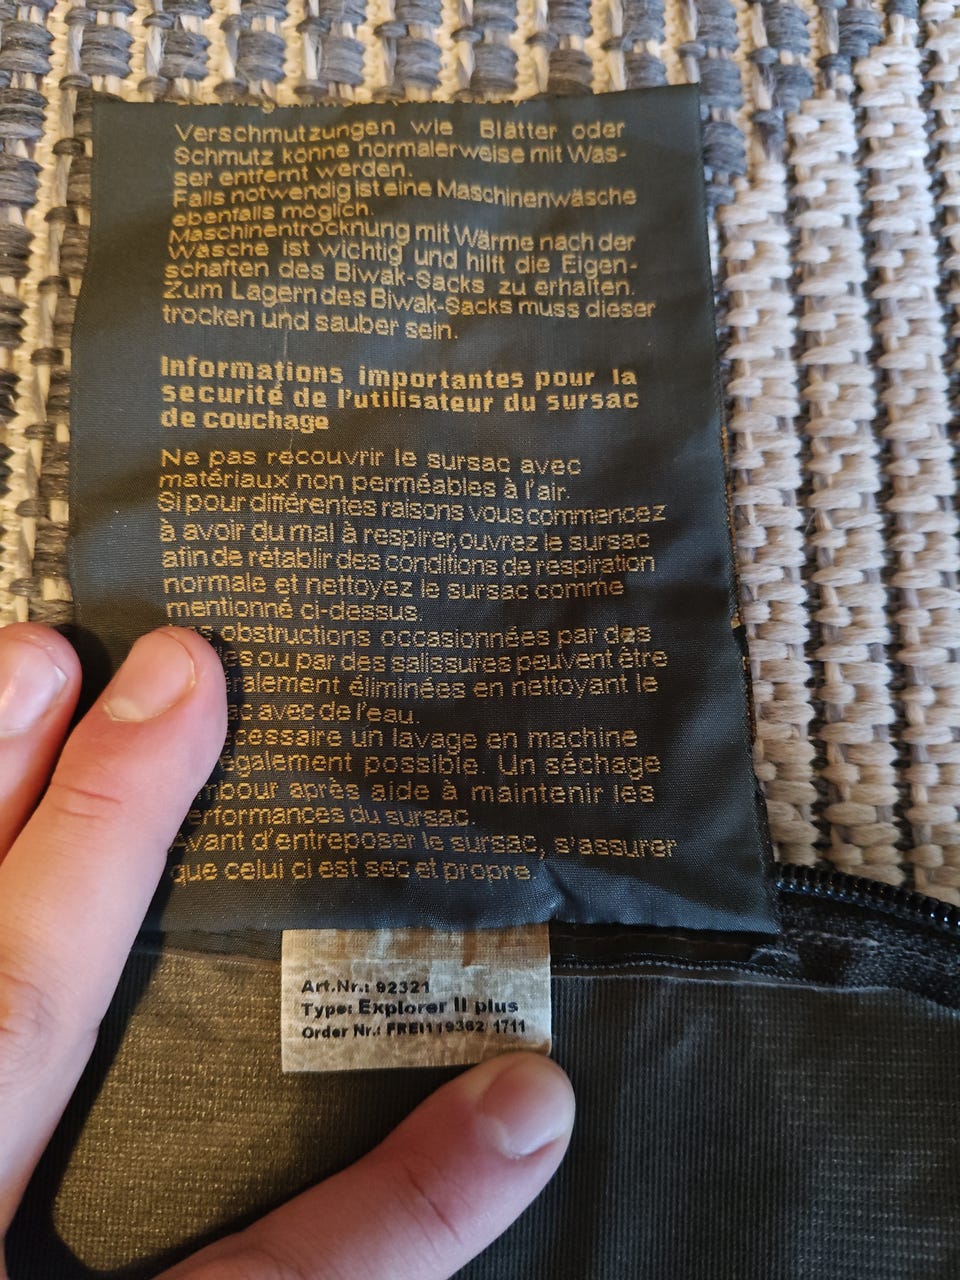 Verschmutzungen wie Blätter oder
Schmutz könne normalerweise mit Was-
ser entfernt werden.
Falls notwendig ist eine Maschinenwäsche
ebenfalls möglich.
Maschinentrocknung mit Wärme nach der
Wäsche ist wichtig und hilft die Eigen-
schaften des Biwak-Sacks zu erhalten.
Zum Lagern des Biwak-Sacks muss dieser
trocken und sauber sein.
Informations importantes pour la
securité de l'utilisateur du sursac
de couchage
Ne pas recouvrir le sursac avec
matériaux non perméables à l'air.
Si pour différentes raisons vous commencez
à avoir du mal à respirer, ouvrez le sursac
afin de rétablir des conditions de respiration
normale et nettoyez le sursac comme
mentionné ci-dessus.
obstructions occasionnées par des
ou par des salissures peuvent être
éliminées en nettoyant le
avec de l'eau.
un lavage en machine
également possible. Un séchage
après aide à maintenir les
performances du sursac.
Avant d'entreposer le sursac, s'assurer
que celui ci est sec et propre.
Art.Nr.: 92321
Type: Explorer II plus
Order Nr.: FREI119362 1711